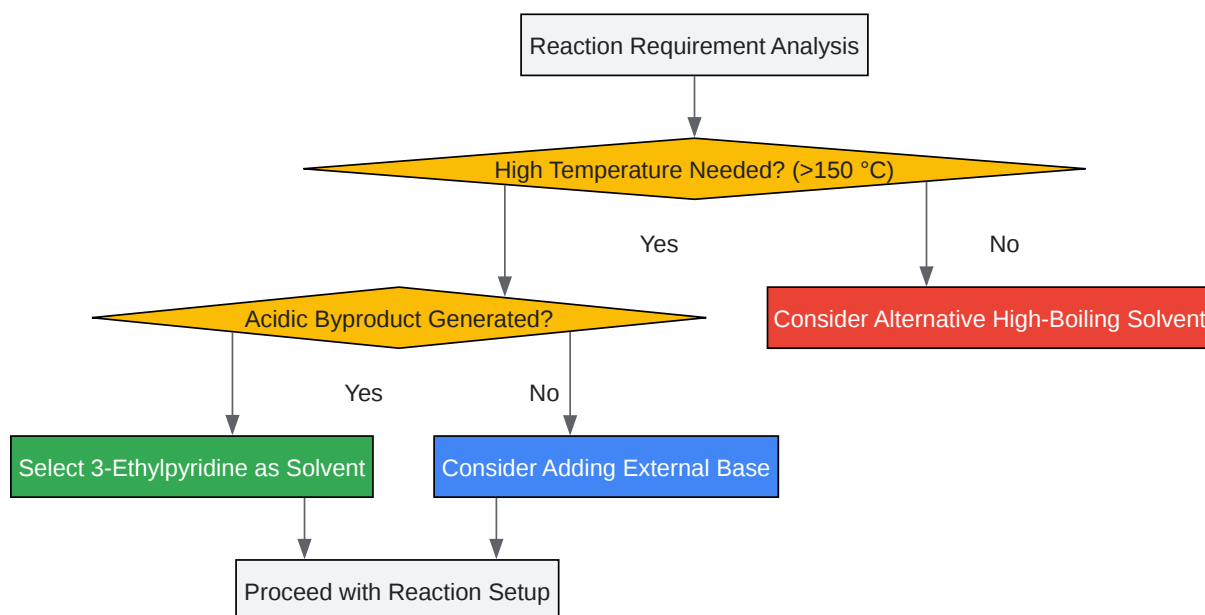 Reaction Requirement Analysis
High Temperature Needed? (>150 °C)
Yes
No
Acidic Byproduct Generated?
Consider Alternative High-Boiling Solvent
Yes
No
Select 3-Ethylpyridine as Solvent
Consider Adding External Base
Proceed with Reaction Setup